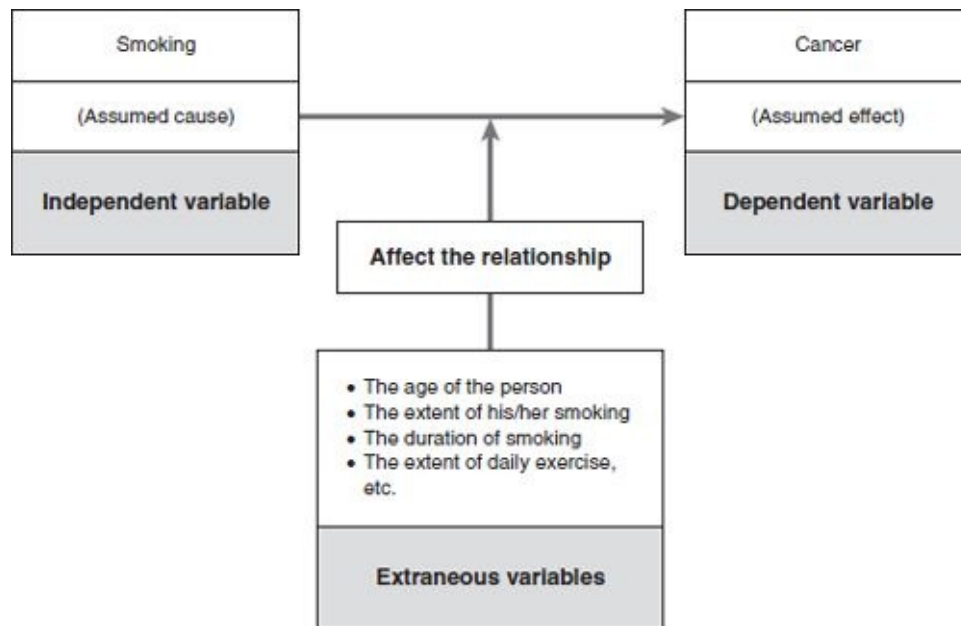 Smoking
(Assumed cause)
Independent variable
Cancer
(Assumed effect)
Dependent variable
Affect the relationship
• The age of the person
• The extent of his/her smoking
• The duration of smoking
• The extent of daily exercise,
etc.
Extraneous variables